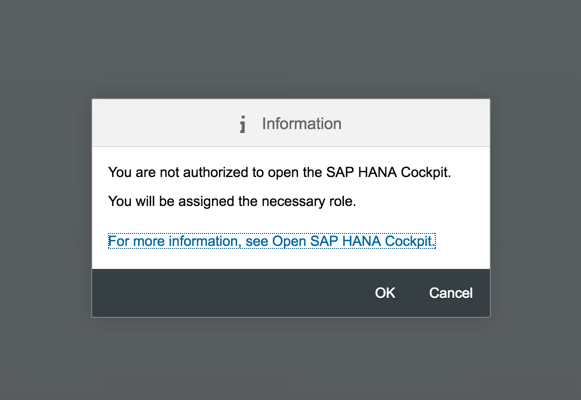 Information
You are not authorized to open the SAP HANA Cockpit.
You will be assigned the necessary role.
For more information, see Open SAP HANA Cockpit.
OK Cancel